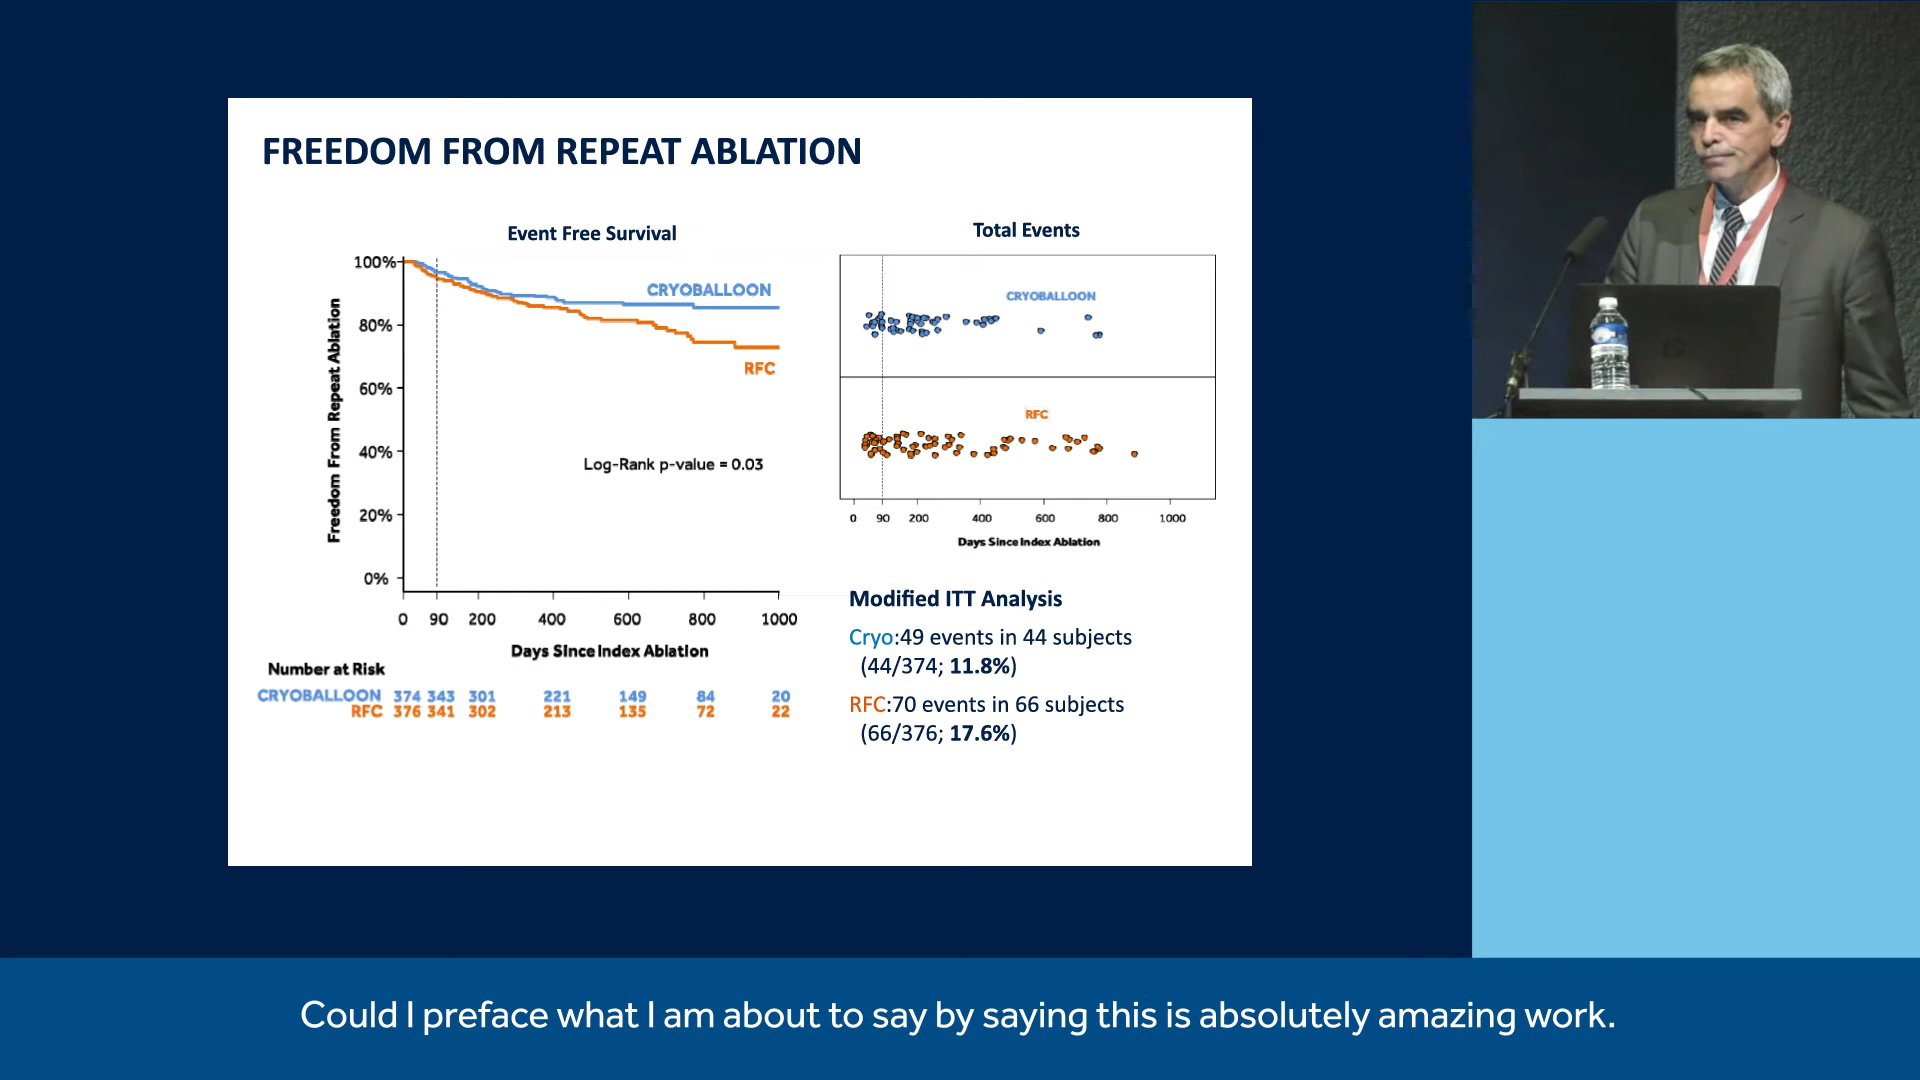 FREEDOM FROM REPEAT ABLATION
Event Free Survival
Freedom From Repeat Ablation
100%
80%
60%
40%
20%
0%
CRYOBALLOON
RFC
Log-Rank p-value = 0.03
0 90 200 400 600 800 1000
Days Since Index Ablation
Number at Risk
CRYOBALLOON 374 343 301 221 149 84 20
RFC 376 341 302 213 135 72 22
Total Events
CRYOBALLOON
RFC
0 90 200 400 600 800 1000
Days Since Index Ablation
Modified ITT Analysis
Cryo:49 events in 44 subjects
(44/374; 11.8%)
RFC:70 events in 66 subjects
(66/376; 17.6%)
Could I preface what I am about to say by saying this is absolutely amazing work.